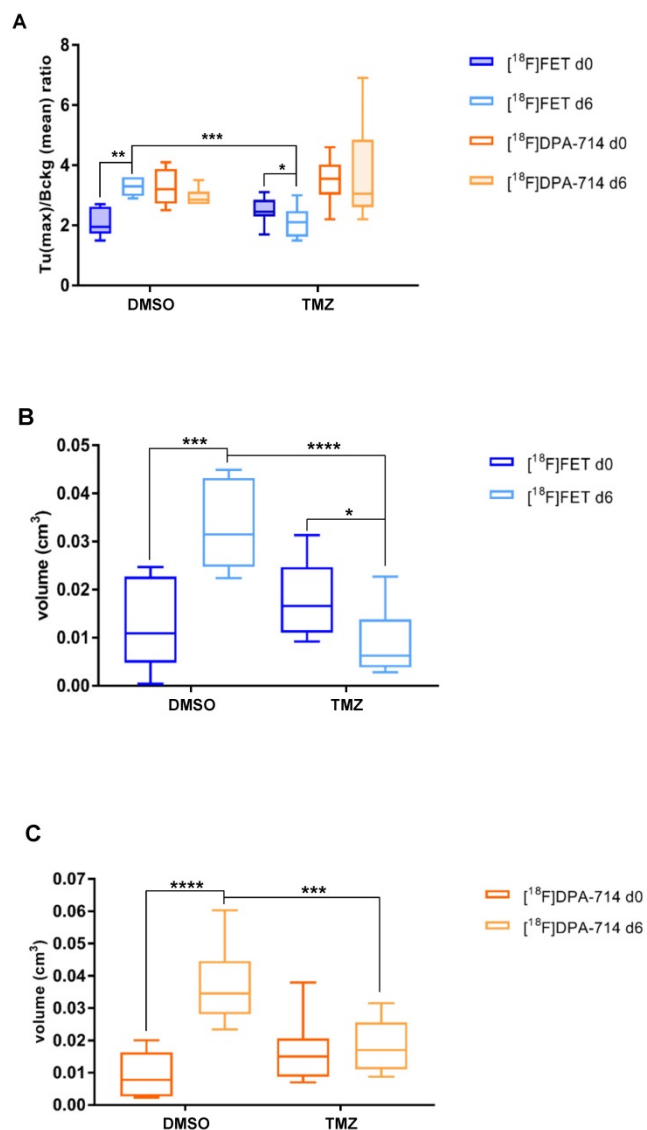 A
Tu(max)/Bckg (mean) ratio
8
6
4
2
0
** *** *
DMSO TMZ
[¹⁸F]FET d0
[¹⁸F]FET d6
[¹⁸F]DPA-714 d0
[¹⁸F]DPA-714 d6
B
volume (cm³)
0.05
0.04
0.03
0.02
0.01
0.00
*** **** *
DMSO TMZ
[¹⁸F]FET d0
[¹⁸F]FET d6
C
volume (cm³)
0.07
0.06
0.05
0.04
0.03
0.02
0.01
0.00
**** ***
DMSO TMZ
[¹⁸F]DPA-714 d0
[¹⁸F]DPA-714 d6